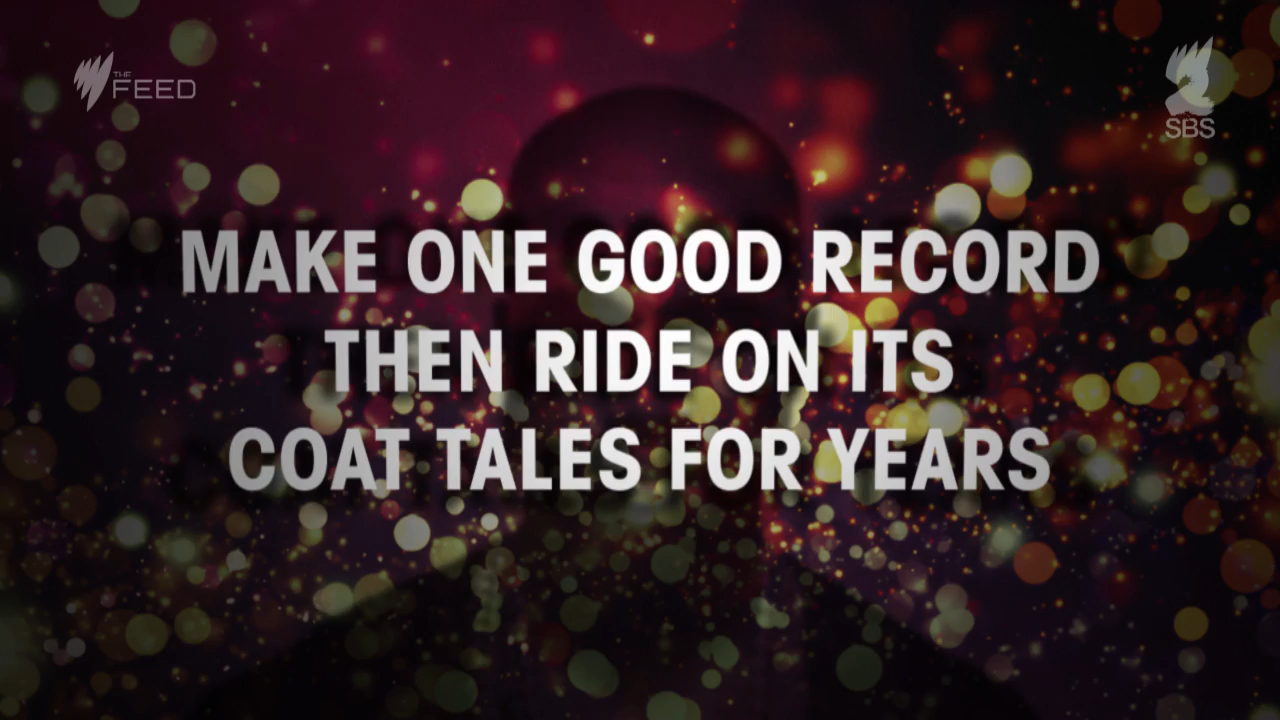 THE
FEED
SBS
MAKE ONE GOOD RECORD
THEN RIDE ON ITS
COAT TALES FOR YEARS